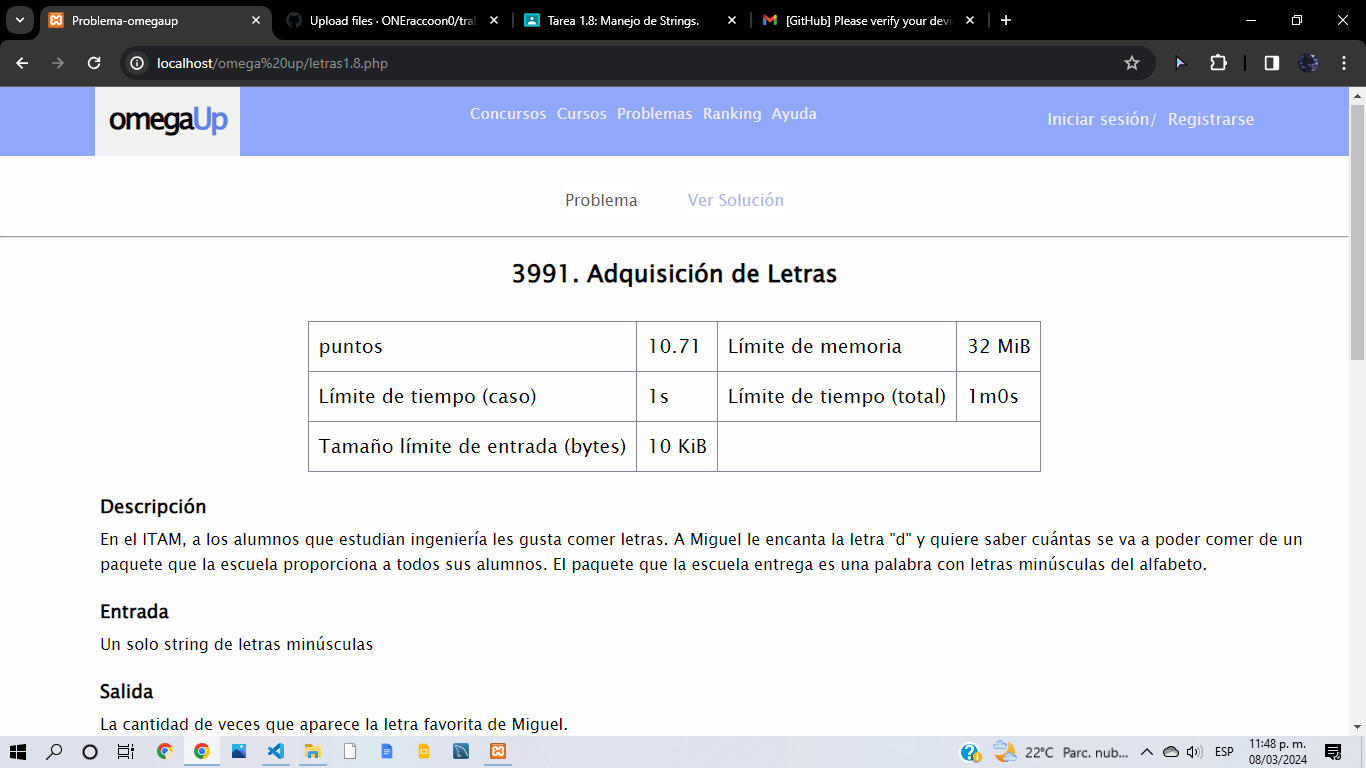 Problema-omegaup
Upload files · ONEraccoon0/tra
Tarea 1.8: Manejo de Strings.
[GitHub] Please verify your devi
localhost/omega%20up/letras1.8.php
omegaUp
Concursos Cursos Problemas Ranking Ayuda
Iniciar sesión/ Registrarse
Problema Ver Solución
3991. Adquisición de Letras
puntos 10.71 Límite de memoria 32 MiB
Límite de tiempo (caso) 1s Límite de tiempo (total) 1m0s
Tamaño límite de entrada (bytes) 10 KiB
Descripción
En el ITAM, a los alumnos que estudian ingeniería les gusta comer letras. A Miguel le encanta la letra "d" y quiere saber cuántas se va a poder comer de un
paquete que la escuela proporciona a todos sus alumnos. El paquete que la escuela entrega es una palabra con letras minúsculas del alfabeto.
Entrada
Un solo string de letras minúsculas
Salida
La cantidad de veces que aparece la letra favorita de Miguel.
22°C Parc. nub... ESP
11:48 p. m.
08/03/2024